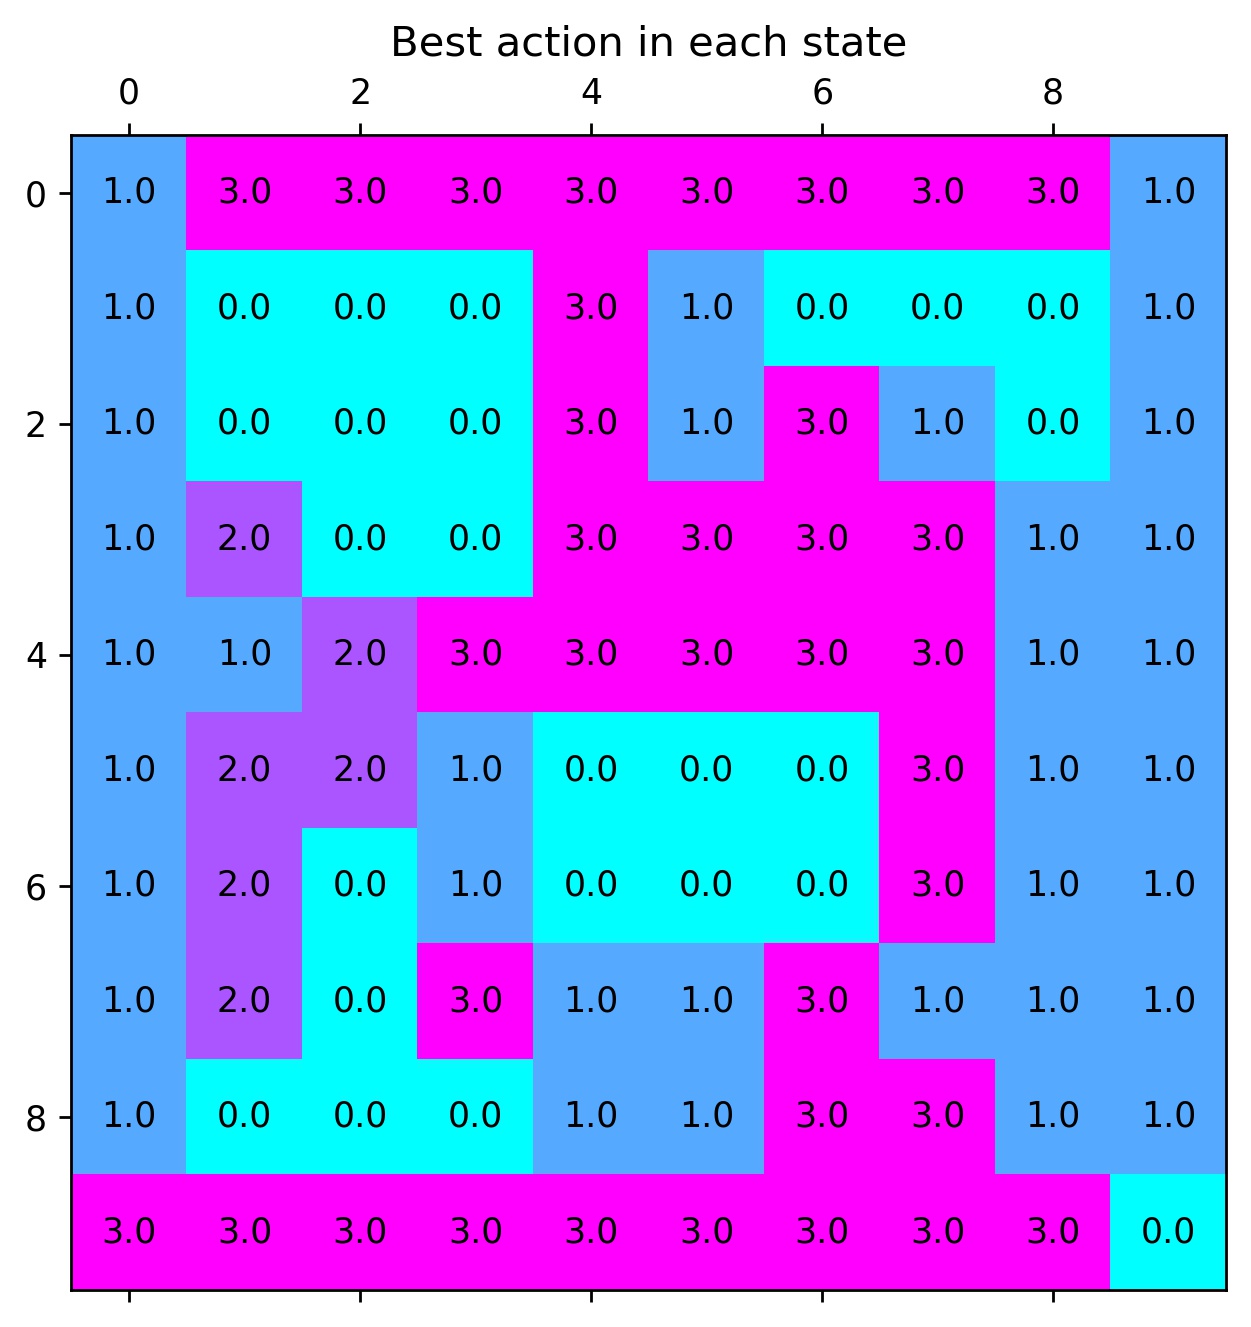 Best action in each state
0 2 4 6 8
0 1.0 3.0 3.0 3.0 3.0 3.0 3.0 3.0 3.0 1.0
1.0 0.0 0.0 0.0 3.0 1.0 0.0 0.0 0.0 1.0
2 1.0 0.0 0.0 0.0 3.0 1.0 3.0 1.0 0.0 1.0
1.0 2.0 0.0 0.0 3.0 3.0 3.0 3.0 1.0 1.0
4 1.0 1.0 2.0 3.0 3.0 3.0 3.0 3.0 1.0 1.0
1.0 2.0 2.0 1.0 0.0 0.0 0.0 3.0 1.0 1.0
6 1.0 2.0 0.0 1.0 0.0 0.0 0.0 3.0 1.0 1.0
1.0 2.0 0.0 3.0 1.0 1.0 3.0 1.0 1.0 1.0
8 1.0 0.0 0.0 0.0 1.0 1.0 3.0 3.0 1.0 1.0
3.0 3.0 3.0 3.0 3.0 3.0 3.0 3.0 3.0 0.0